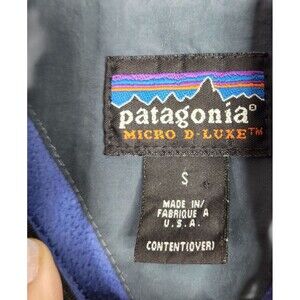 patagonia®
MICRO D-LUXE™
S
MADE IN/
FABRIQUE A
U.S.A.
CONTENT(OVER)